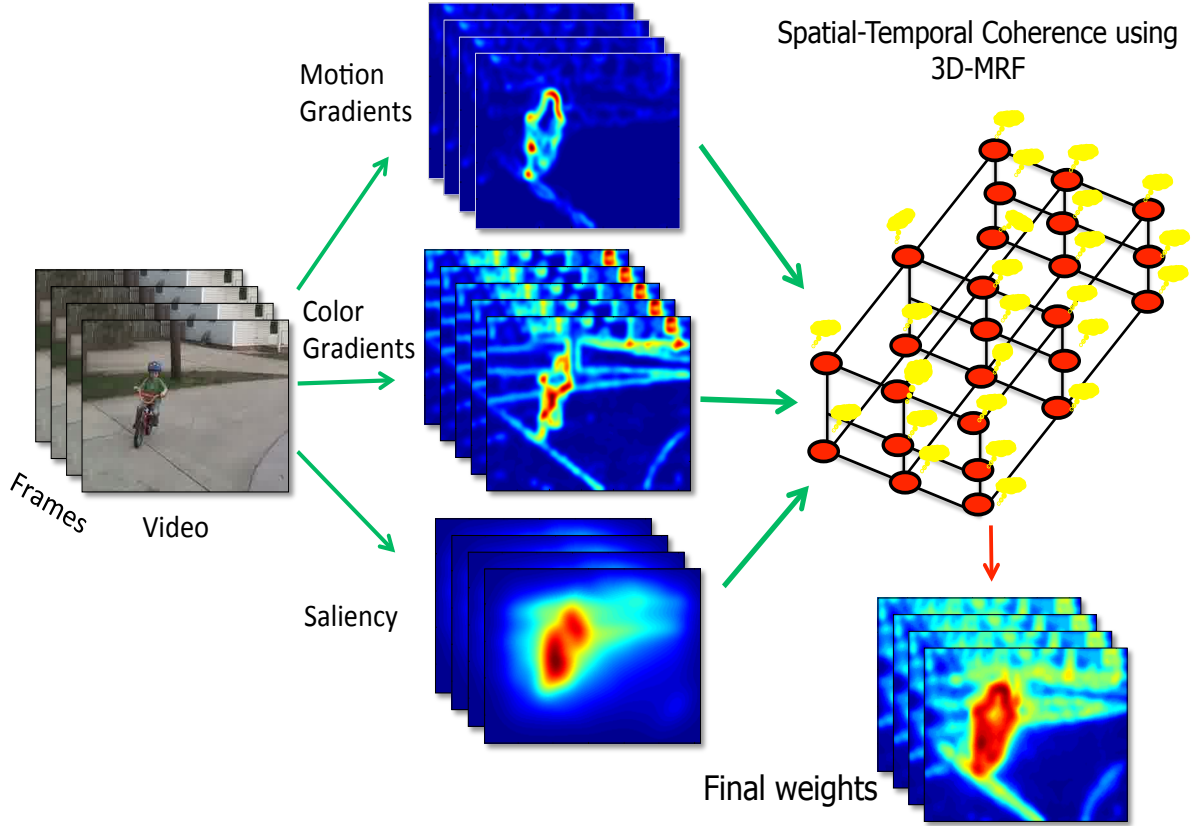 Spatial-Temporal Coherence using
3D-MRF
Motion
Gradients
Color
Gradients
Frames
Video
Saliency
Final weights